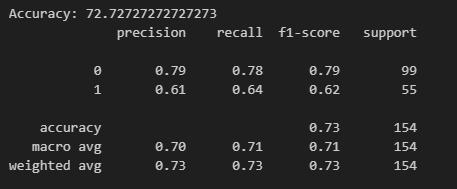 Accuracy: 72.72727272727273
precision recall f1-score support
0 0.79 0.78 0.79 99
1 0.61 0.64 0.62 55
accuracy 0.73 154
macro avg 0.70 0.71 0.71 154
weighted avg 0.73 0.73 0.73 154